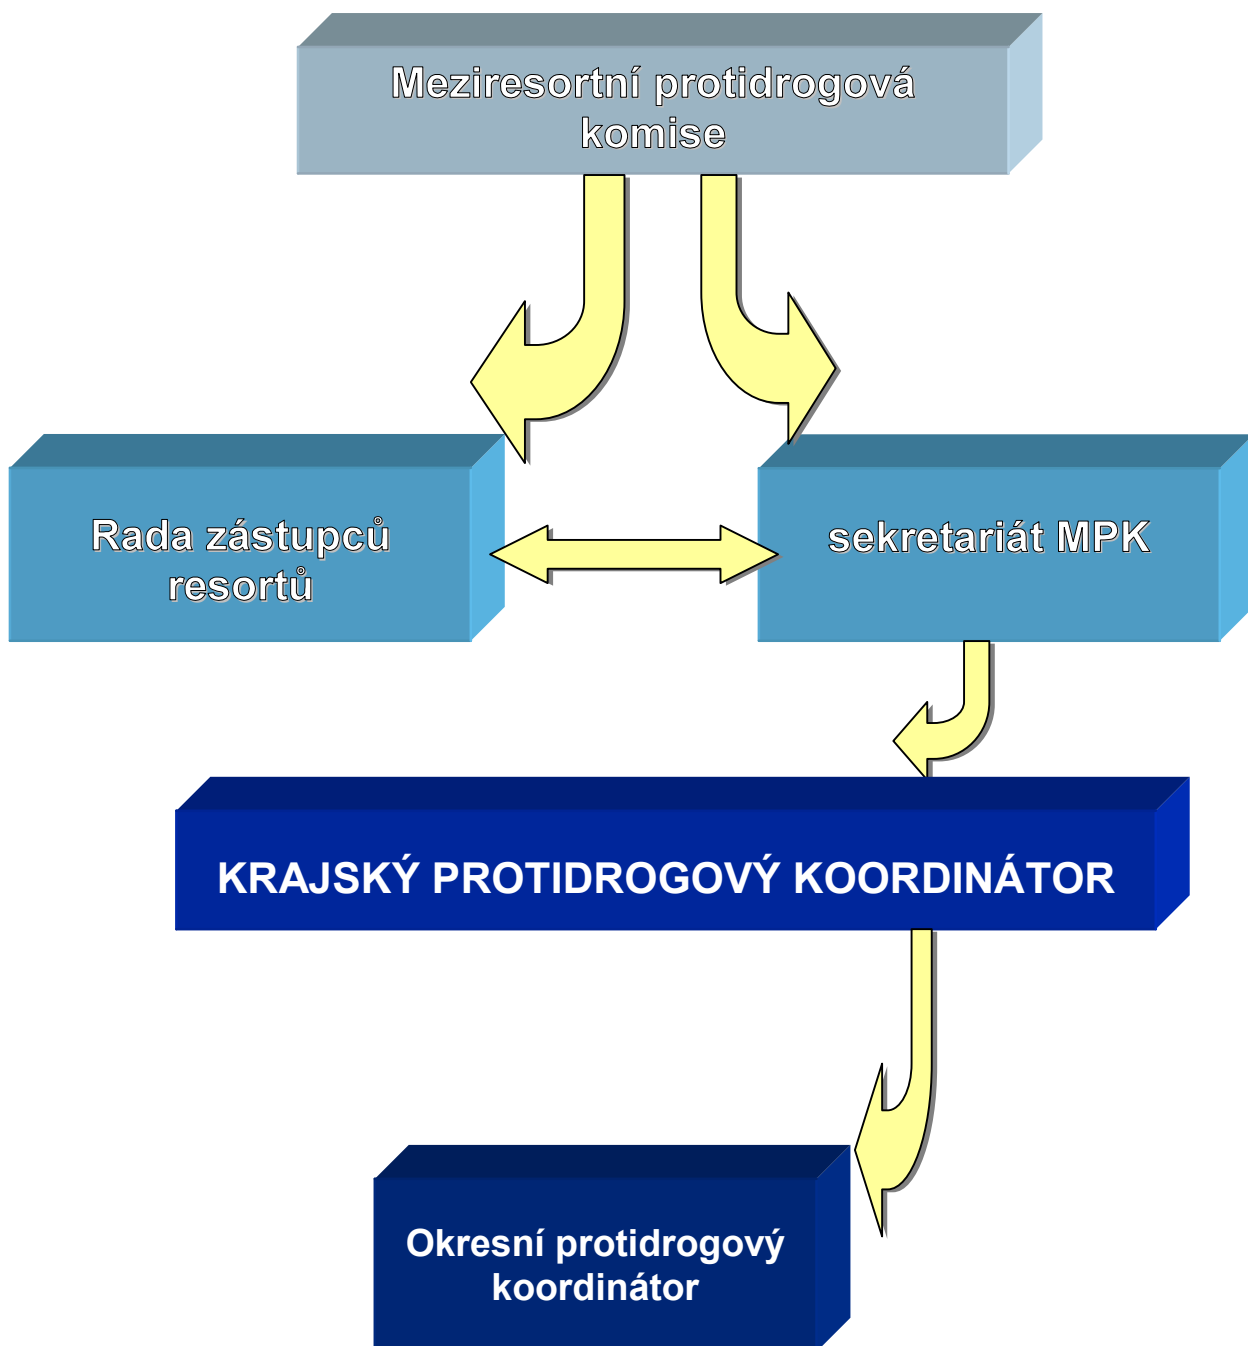 Meziresortní protidrogová
komise
Rada zástupců
resortů
sekretariát MPK
KRAJSKÝ PROTIDROGOVÝ KOORDINÁTOR
Okresní protidrogový
koordinátor